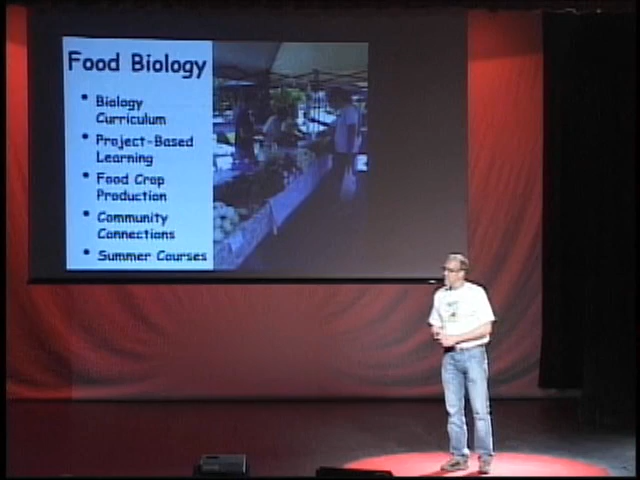 Food Biology
• Biology
Curriculum
• Project-Based
Learning
• Food Crop
Production
• Community
Connections
• Summer Courses